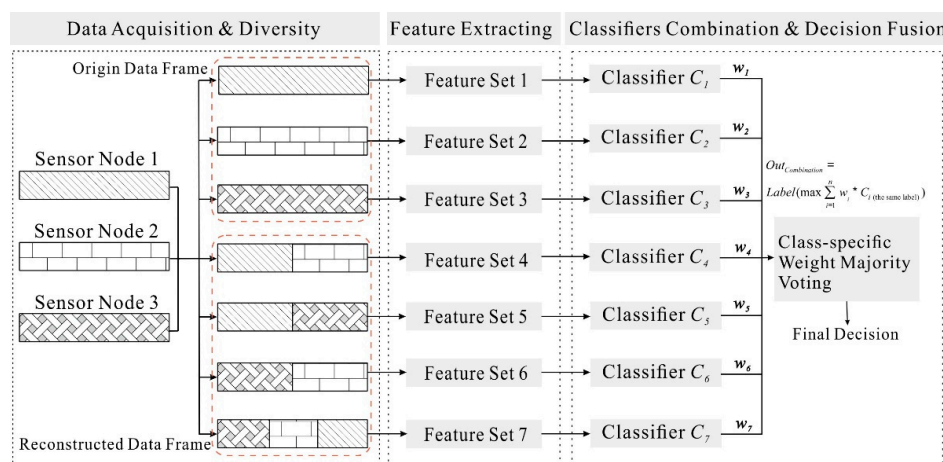 Data Acquisition & Diversity
Feature Extracting
Classifiers Combination & Decision Fusion
Origin Data Frame
Sensor Node 1
Sensor Node 2
Sensor Node 3
Reconstructed Data Frame
Feature Set 1
Feature Set 2
Feature Set 3
Feature Set 4
Feature Set 5
Feature Set 6
Feature Set 7
Classifier C1
Classifier C2
Classifier C3
Classifier C4
Classifier C5
Classifier C6
Classifier C7
w1
w2
w3
w4
w5
w6
w7
OutCombination =
Label(max ∑ n i=1 wi * Ci (the same label) )
Class-specific
Weight Majority
Voting
Final Decision